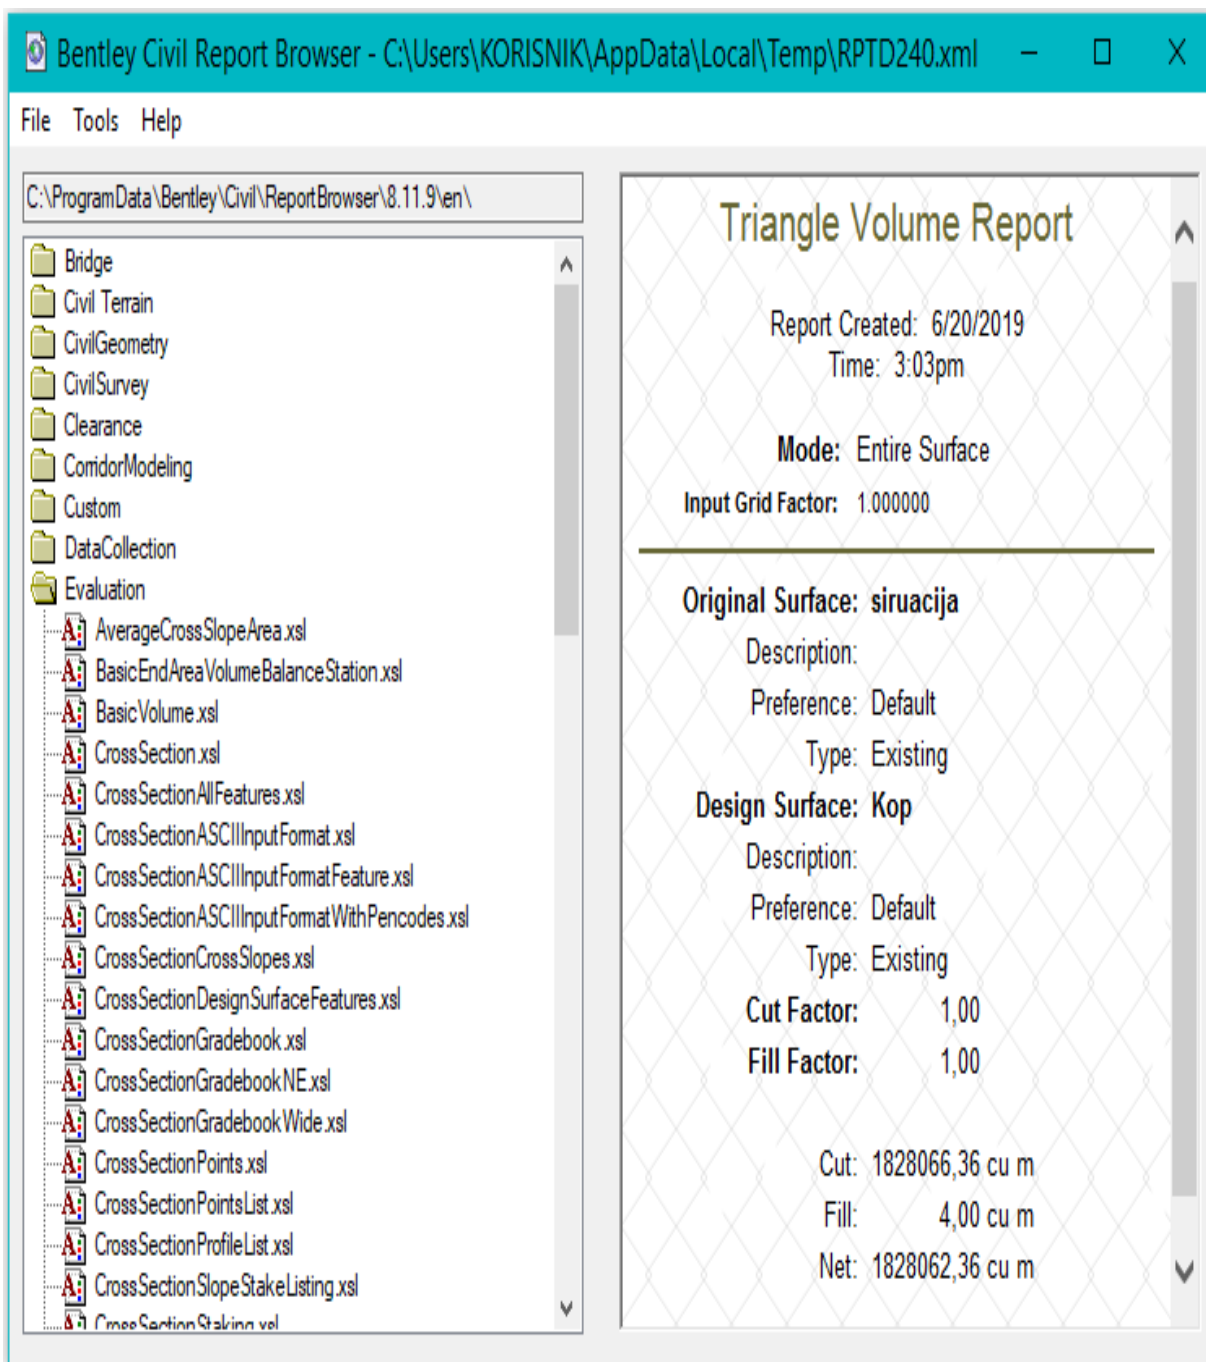 Bentley Civil Report Browser - C:\Users\KORISNIK\AppData\Local\Temp\RPTD240.xml
File Tools Help
C:\ProgramData\Bentley\Civil\ReportBrowser\8.11.9\en\
Bridge
Civil Terrain
CivilGeometry
CivilSurvey
Clearance
CorridorModeling
Custom
DataCollection
Evaluation
AverageCrossSlopeArea.xsl
BasicEndAreaVolumeBalanceStation.xsl
BasicVolume.xsl
CrossSection.xsl
CrossSectionAllFeatures.xsl
CrossSectionASCIIInputFormat.xsl
CrossSectionASCIIInputFormatFeature.xsl
CrossSectionASCIIInputFormatWithPencodes.xsl
CrossSectionCrossSlopes.xsl
CrossSectionDesignSurfaceFeatures.xsl
CrossSectionGradebook.xsl
CrossSectionGradebookNE.xsl
CrossSectionGradebookWide.xsl
CrossSectionPoints.xsl
CrossSectionPointsList.xsl
CrossSectionProfileList.xsl
CrossSectionSlopeStakeListing.xsl
CrossSectionStaking.xsl
Triangle Volume Report
Report Created: 6/20/2019
Time: 3:03pm
Mode: Entire Surface
Input Grid Factor: 1.000000
Original Surface: siruacija
Description:
Preference: Default
Type: Existing
Design Surface: Kop
Description:
Preference: Default
Type: Existing
Cut Factor: 1,00
Fill Factor: 1,00
Cut: 1828066,36 cu m
Fill: 4,00 cu m
Net: 1828062,36 cu m